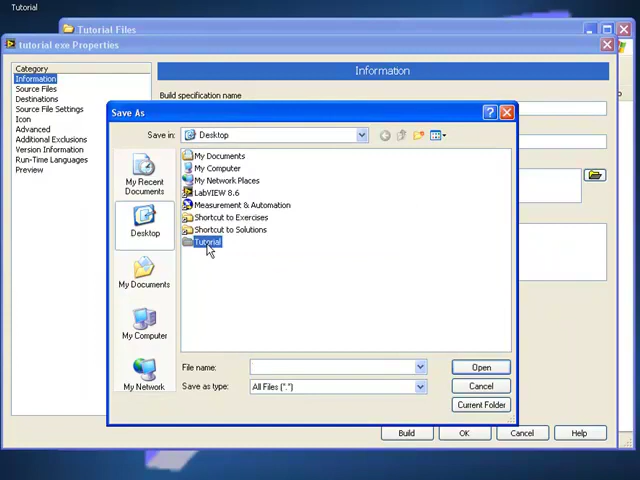 Tutorial
Tutorial Files
tutorial exe Properties
Category
Information
Source Files
Destinations
Source File Settings
Icon
Advanced
Additional Exclusions
Version Information
Run-Time Languages
Preview
Information
Build specification name
Save As
Save in:
Desktop
My Recent
Documents
Desktop
My Documents
My Computer
My Network
My Documents
My Computer
My Network Places
LabVIEW 8.6
Measurement & Automation
Shortcut to Exercises
Shortcut to Solutions
Tutorial
File name:
Open
Save as type:
All Files (*.*)
Cancel
Current Folder
Build
OK
Cancel
Help